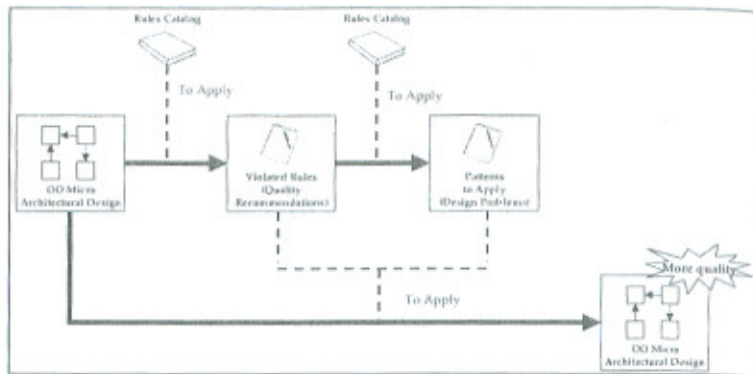 Rules Catalog
Rules Catalog
To Apply
To Apply
OO Micro
Architectural Design
Violated Rules
(Quality
Recommendations)
Patterns
to Apply
(Design Problems)
More quality
To Apply
OO Micro
Architectural Design